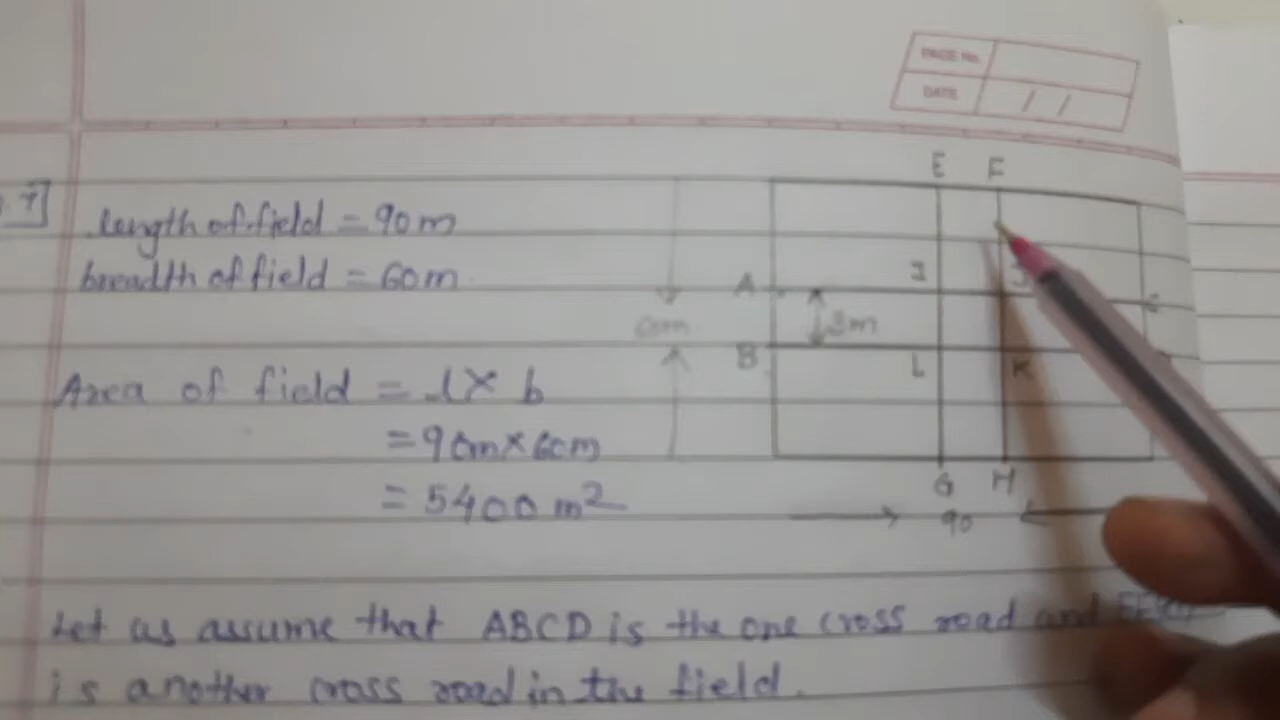 PAGE No.
DATE / /
E F
. 7]
length of field = 90m
breadth of field = 60m
I J
A C
3m
60m
B L K
Area of field = l × b
= 90m × 60m
= 5400 m²
G H
90
Let us assume that ABCD is the one cross road and
is another cross road in the field.